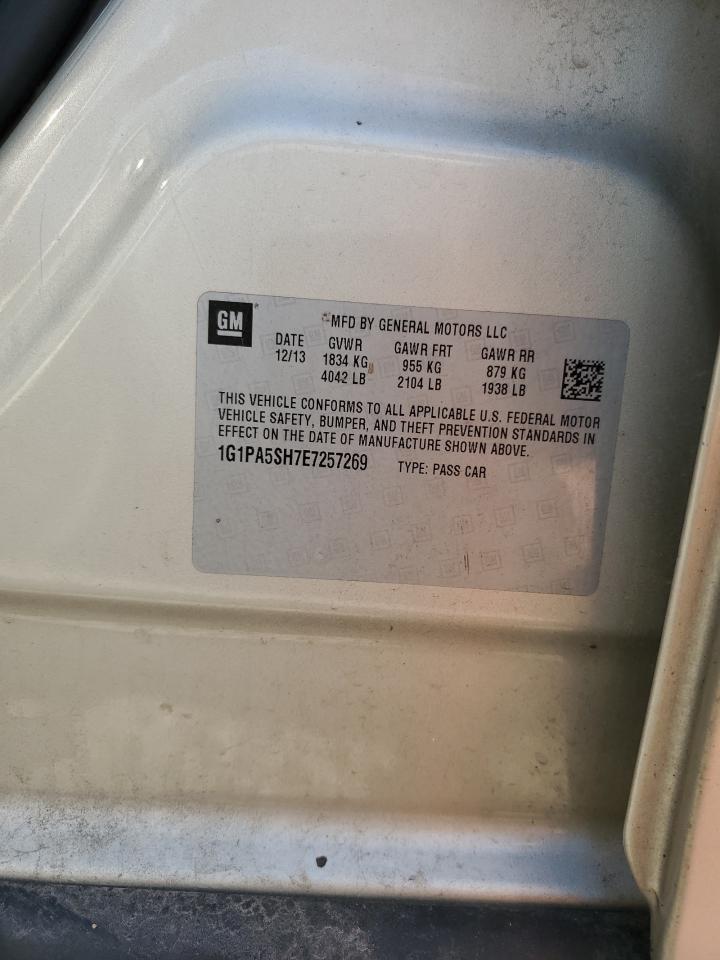 GM
MFD BY GENERAL MOTORS LLC
DATE GVWR GAWR FRT GAWR RR
12/13 1834 KG 955 KG 879 KG
4042 LB 2104 LB 1938 LB
THIS VEHICLE CONFORMS TO ALL APPLICABLE U.S. FEDERAL MOTOR
VEHICLE SAFETY, BUMPER, AND THEFT PREVENTION STANDARDS IN
EFFECT ON THE DATE OF MANUFACTURE SHOWN ABOVE.
1G1PA5SH7E7257269 TYPE: PASS CAR